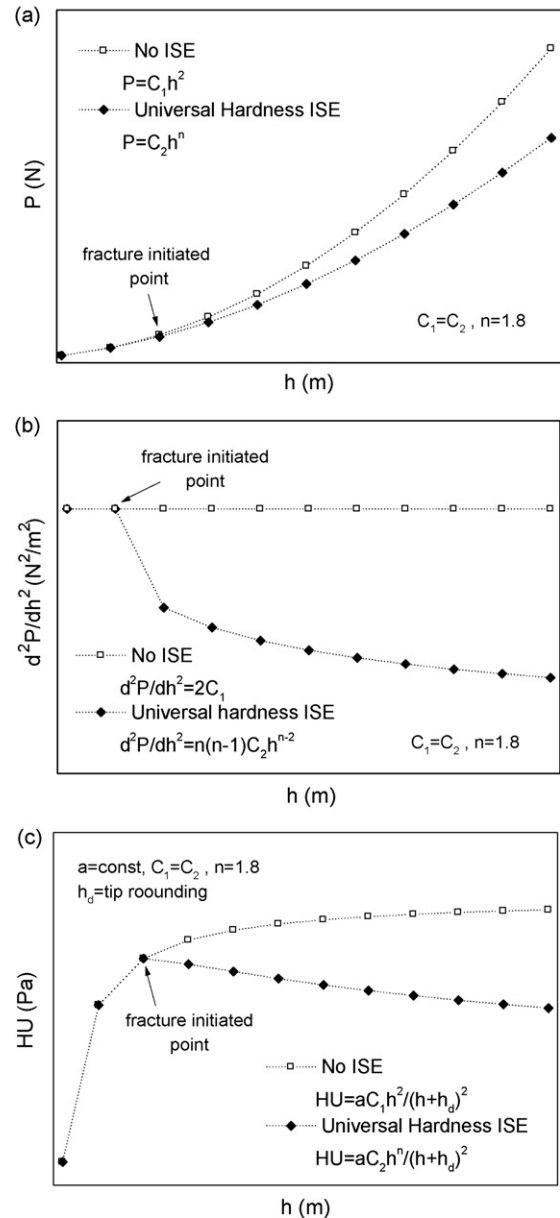 (a)
No ISE
P=C₁h²
Universal Hardness ISE
P=C₂hⁿ
fracture initiated
point
C₁=C₂ , n=1.8
P (N)
h (m)
(b)
fracture initiated
point
No ISE
d²P/dh²=2C₁
Universal hardness ISE
d²P/dh²=n(n-1)C₂hⁿ⁻²
C₁=C₂ , n=1.8
d²P/dh² (N²/m²)
h (m)
(c)
a=const, C₁=C₂ , n=1.8
h_d=tip roounding
fracture initiated
point
No ISE
HU=aC₁h²/(h+h_d)²
Universal Hardness ISE
HU=aC₂hⁿ/(h+h_d)²
HU (Pa)
h (m)